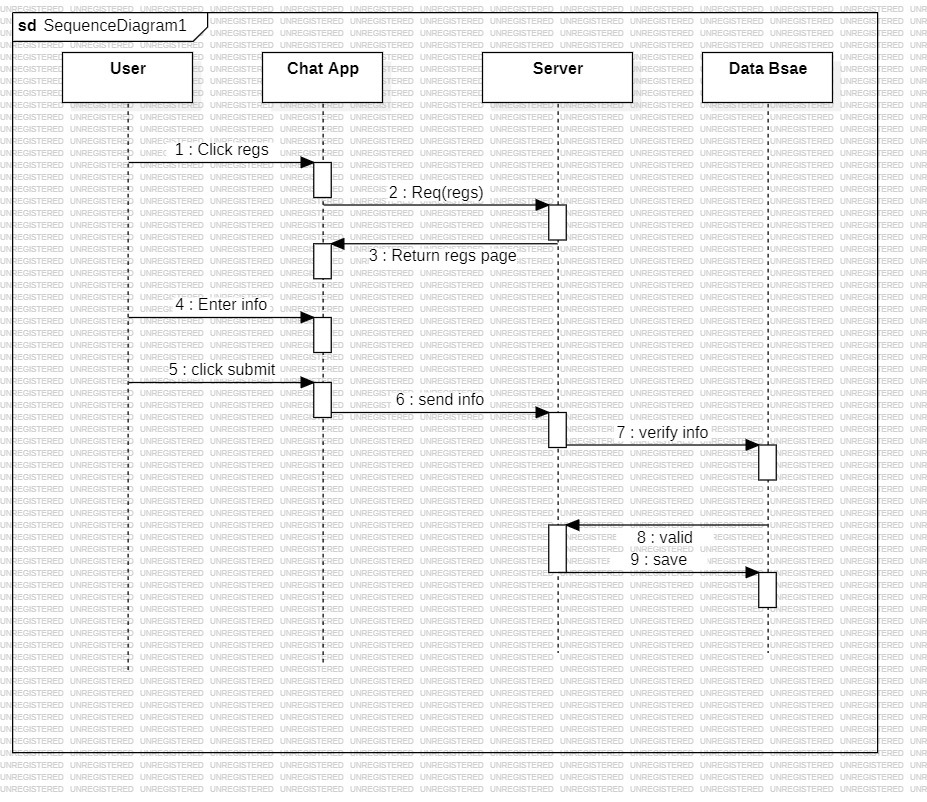 sd SequenceDiagram1
User
Chat App
Server
Data Bsae
1 : Click regs
2 : Req(regs)
3 : Return regs page
4 : Enter info
5 : click submit
6 : send info
7 : verify info
8 : valid
9 : save
UNREGISTERED